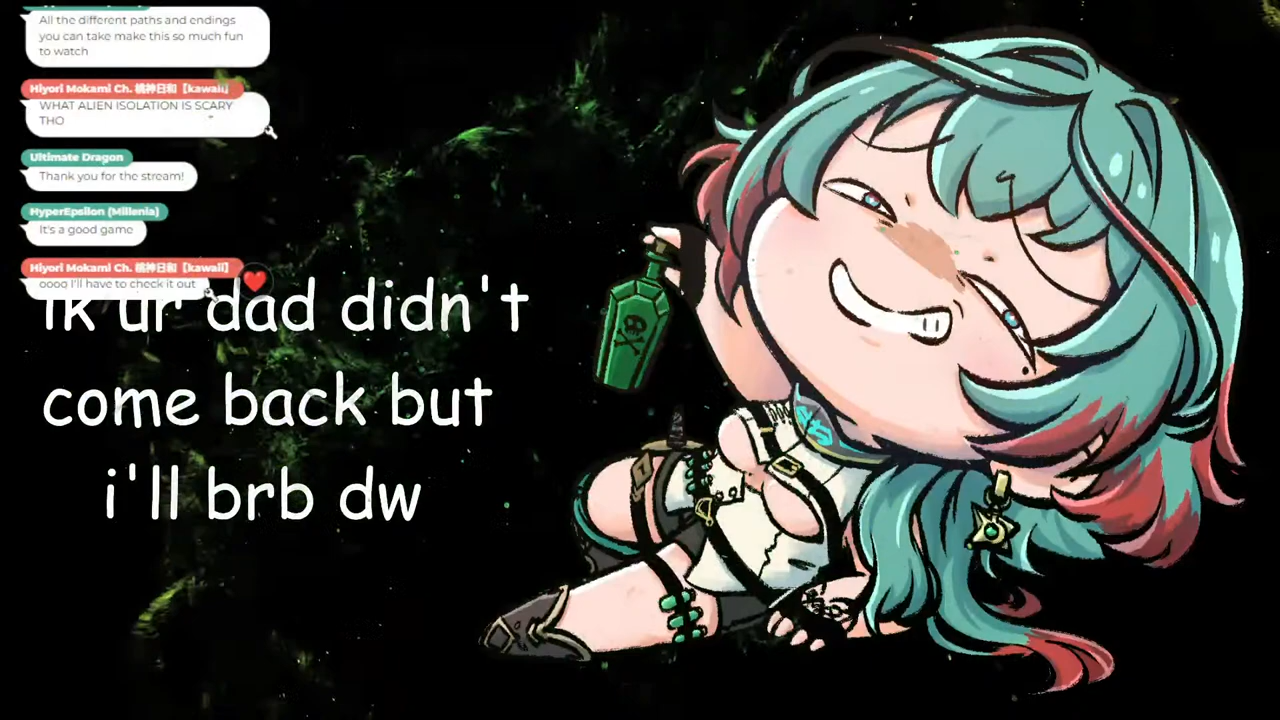 All the different paths and endings
you can take make this so much fun
to watch
Hiyori Mokami Ch. 桃神日和【kawaii】
WHAT ALIEN ISOLATION IS SCARY
THO
Ultimate Dragon
Thank you for the stream!
HyperEpsilon (Millenia)
It's a good game
Hiyori Mokami Ch. 桃神日和【kawaii】
oooo I'll have to check it out
ik ur dad didn't
come back but
i'll brb dw